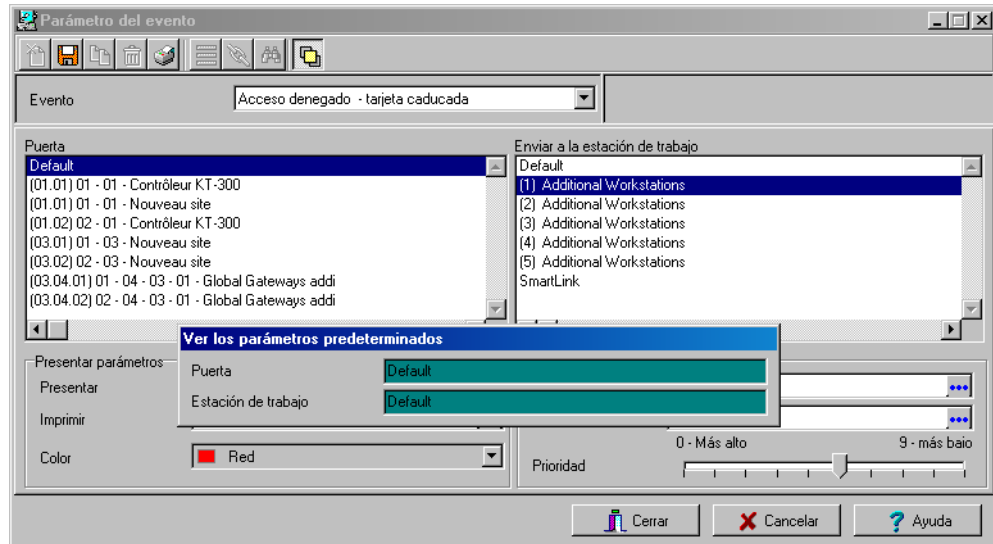 Parámetro del evento
Evento
Acceso denegado - tarjeta caducada
Puerta
Default
(01.01) 01 - 01 - Contrôleur KT-300
(01.01) 01 - 01 - Nouveau site
(01.02) 02 - 01 - Contrôleur KT-300
(03.01) 01 - 03 - Nouveau site
(03.02) 02 - 03 - Nouveau site
(03.04.01) 01 - 04 - 03 - 01 - Global Gateways addi
(03.04.02) 02 - 04 - 03 - 01 - Global Gateways addi
Enviar a la estación de trabajo
Default
(1) Additional Workstations
(2) Additional Workstations
(3) Additional Workstations
(4) Additional Workstations
(5) Additional Workstations
SmartLink
Ver los parámetros predeterminados
Puerta
Default
Estación de trabajo
Default
Presentar parámetros
Presentar
Imprimir
Color
Red
0 - Más alto
9 - más baio
Prioridad
Cerrar
Cancelar
Ayuda